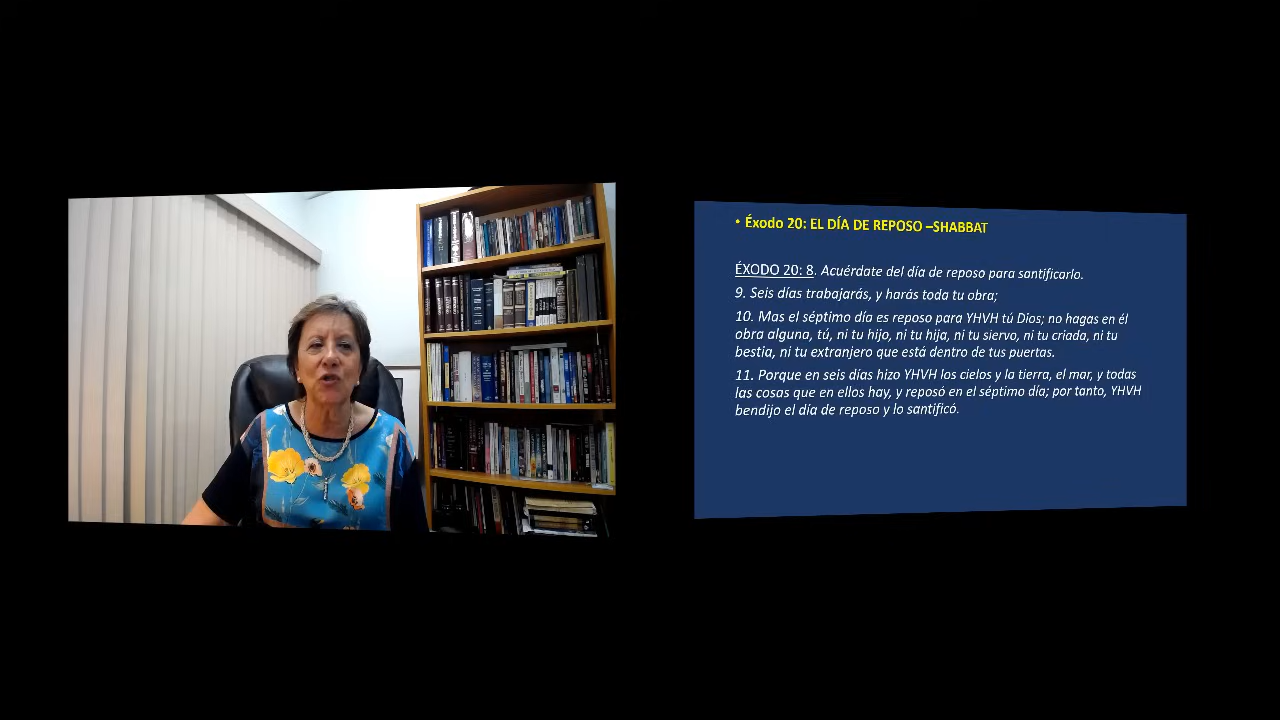 • Éxodo 20: EL DÍA DE REPOSO –SHABBAT
ÉXODO 20: 8. Acuérdate del día de reposo para santificarlo.
9. Seis días trabajarás, y harás toda tu obra;
10. Mas el séptimo día es reposo para YHVH tú Dios; no hagas en él
obra alguna, tú, ni tu hijo, ni tu hija, ni tu siervo, ni tu criada, ni tu
bestia, ni tu extranjero que está dentro de tus puertas.
11. Porque en seis días hizo YHVH los cielos y la tierra, el mar, y todas
las cosas que en ellos hay, y reposó en el séptimo día; por tanto, YHVH
bendijo el día de reposo y lo santificó.